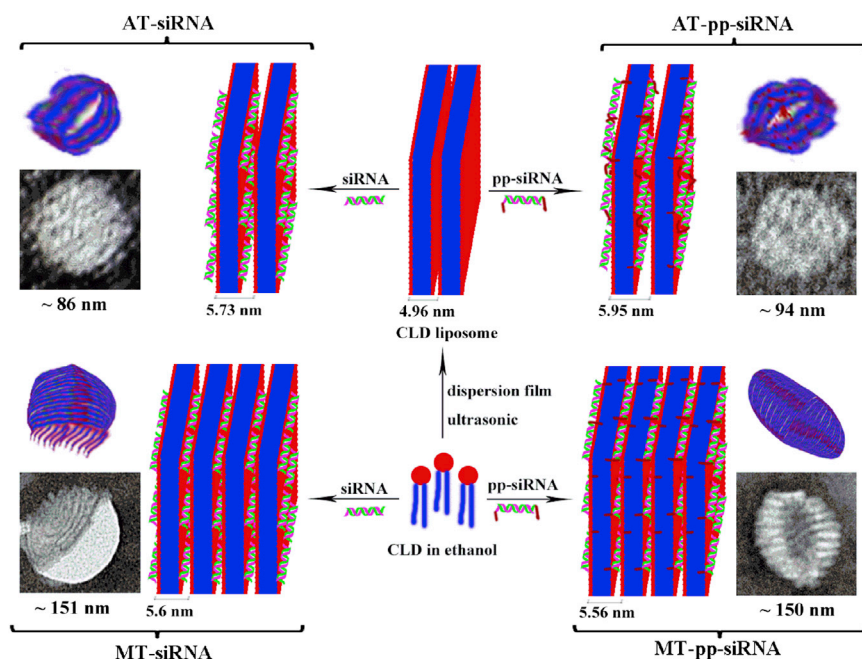 AT-siRNA
AT-pp-siRNA
siRNA
pp-siRNA
~ 86 nm
5.73 nm
4.96 nm
CLD liposome
5.95 nm
~ 94 nm
dispersion film
ultrasonic
siRNA
pp-siRNA
CLD in ethanol
~ 151 nm
5.6 nm
5.56 nm
~ 150 nm
MT-siRNA
MT-pp-siRNA